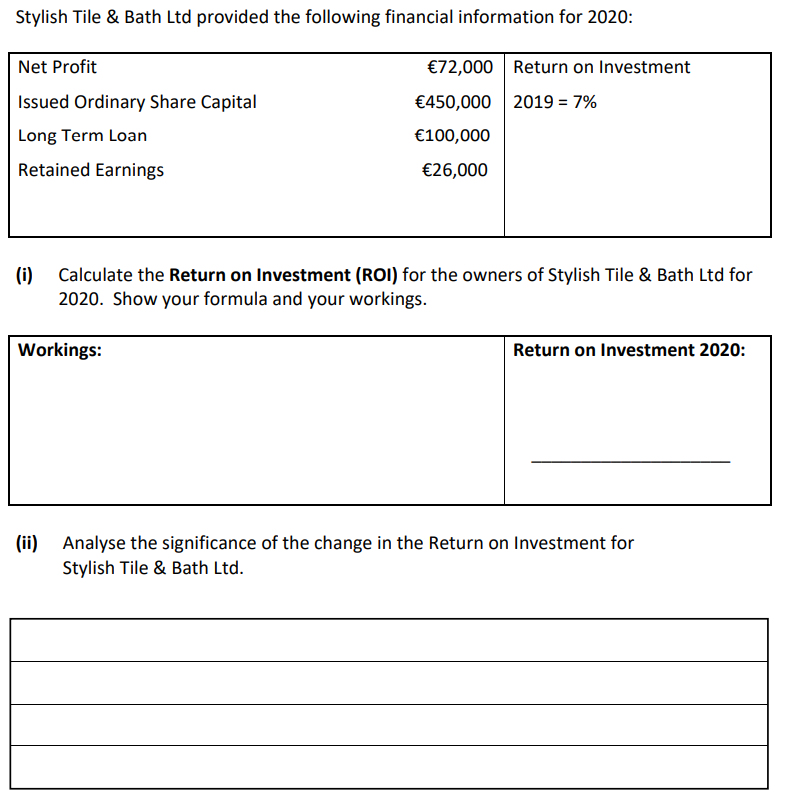 Stylish Tile & Bath Ltd provided the following financial information for 2020:
Net Profit €72,000 Return on Investment
Issued Ordinary Share Capital €450,000 2019 = 7%
Long Term Loan €100,000
Retained Earnings €26,000
(i) Calculate the Return on Investment (ROI) for the owners of Stylish Tile & Bath Ltd for
2020. Show your formula and your workings.
Workings: Return on Investment 2020:
(ii) Analyse the significance of the change in the Return on Investment for
Stylish Tile & Bath Ltd.